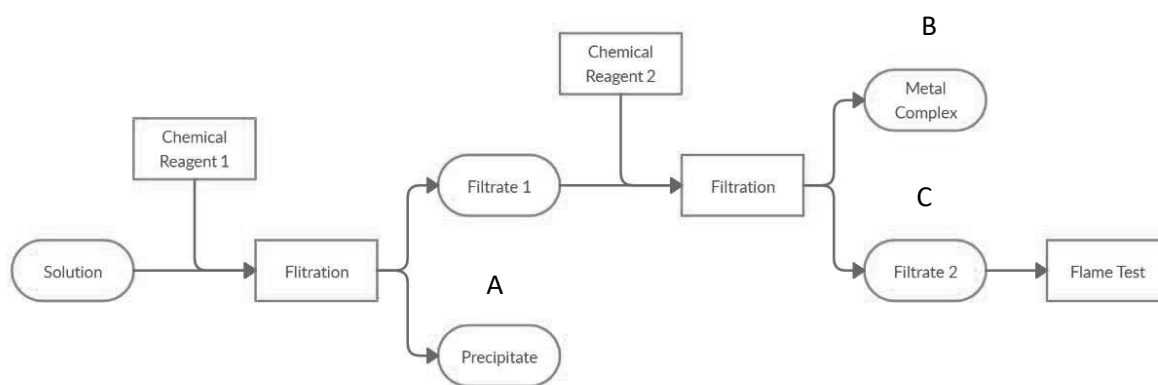 B
Chemical
Reagent 2
Metal
Complex
Chemical
Reagent 1
Filtrate 1
Filtration
C
Solution
Flitration
A
Filtrate 2
Flame Test
Precipitate